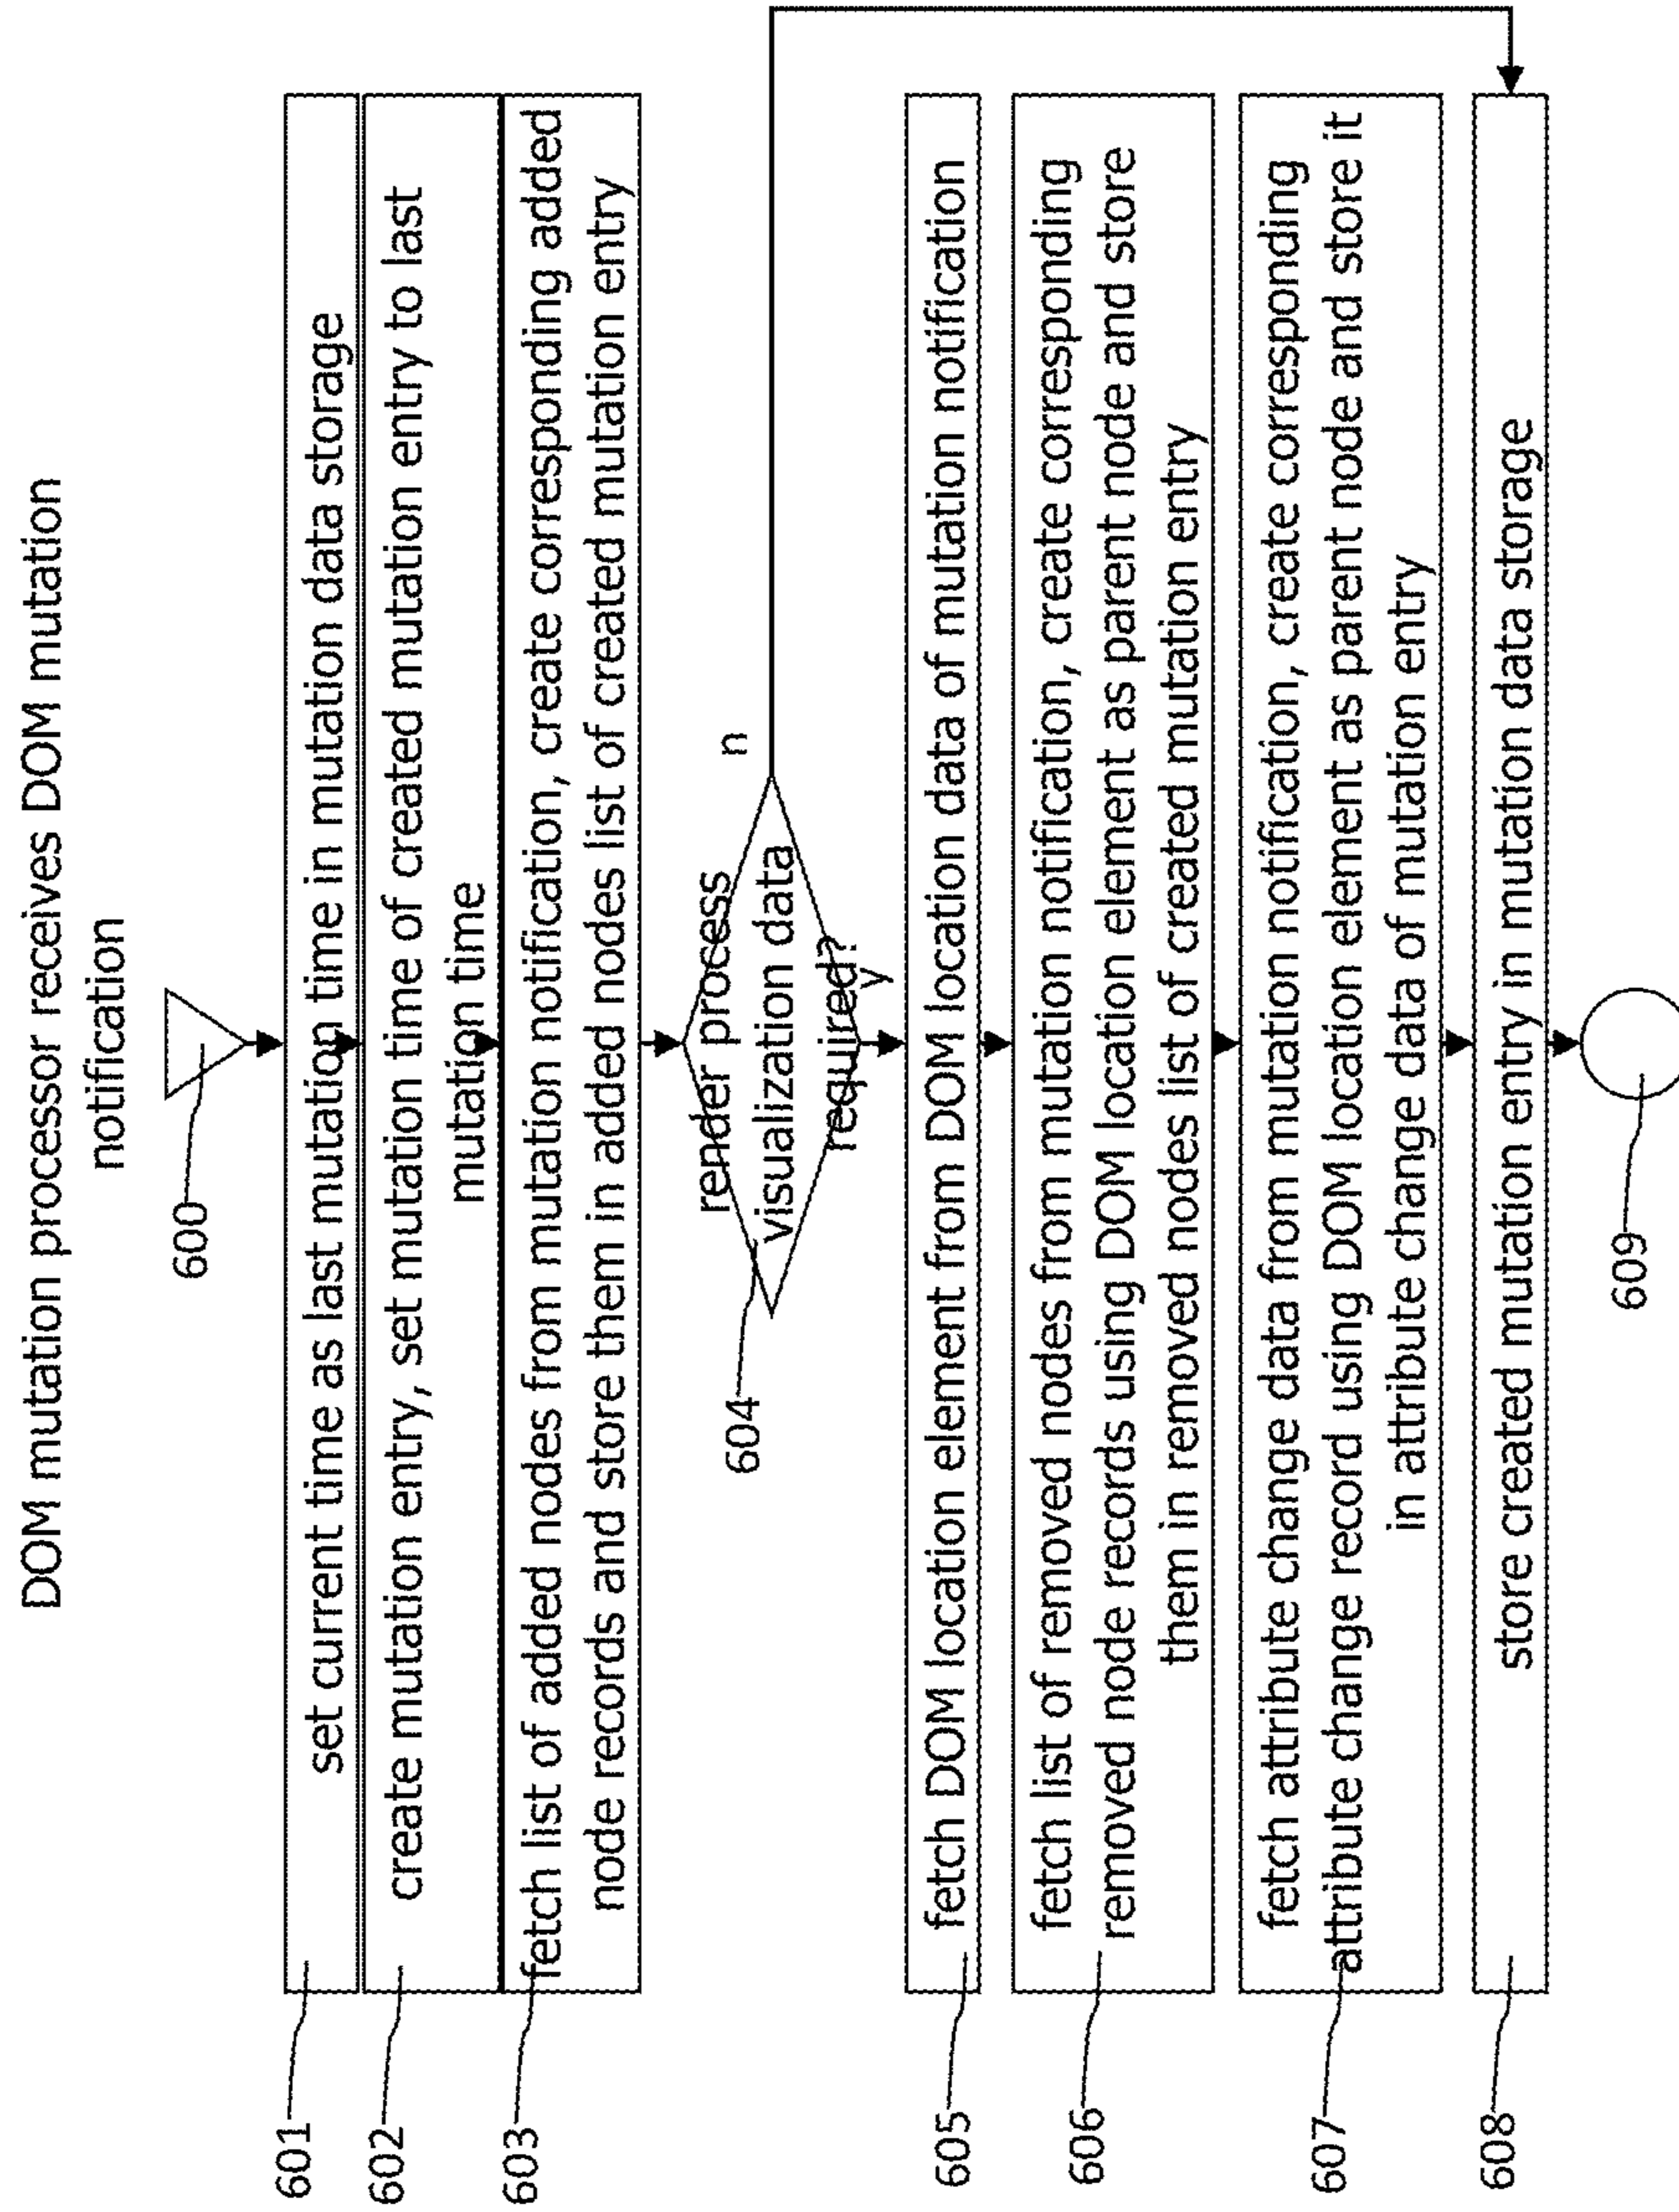 DOM mutation processor receives DOM mutation
notification
600
601
set current time as last mutation time in mutation data storage
602
create mutation entry, set mutation time of created mutation entry to last
mutation time
603
fetch list of added nodes from mutation notification, create corresponding added
node records and store them in added nodes list of created mutation entry
604
render process
visualization data
required?
n
y
605
fetch DOM location element from DOM location data of mutation notification
606
fetch list of removed nodes from mutation notification, create corresponding
removed node records using DOM location element as parent node and store
them in removed nodes list of created mutation entry
607
fetch attribute change data from mutation notification, create corresponding
attribute change record using DOM location element as parent node and store it
in attribute change data of mutation entry
608
store created mutation entry in mutation data storage
609